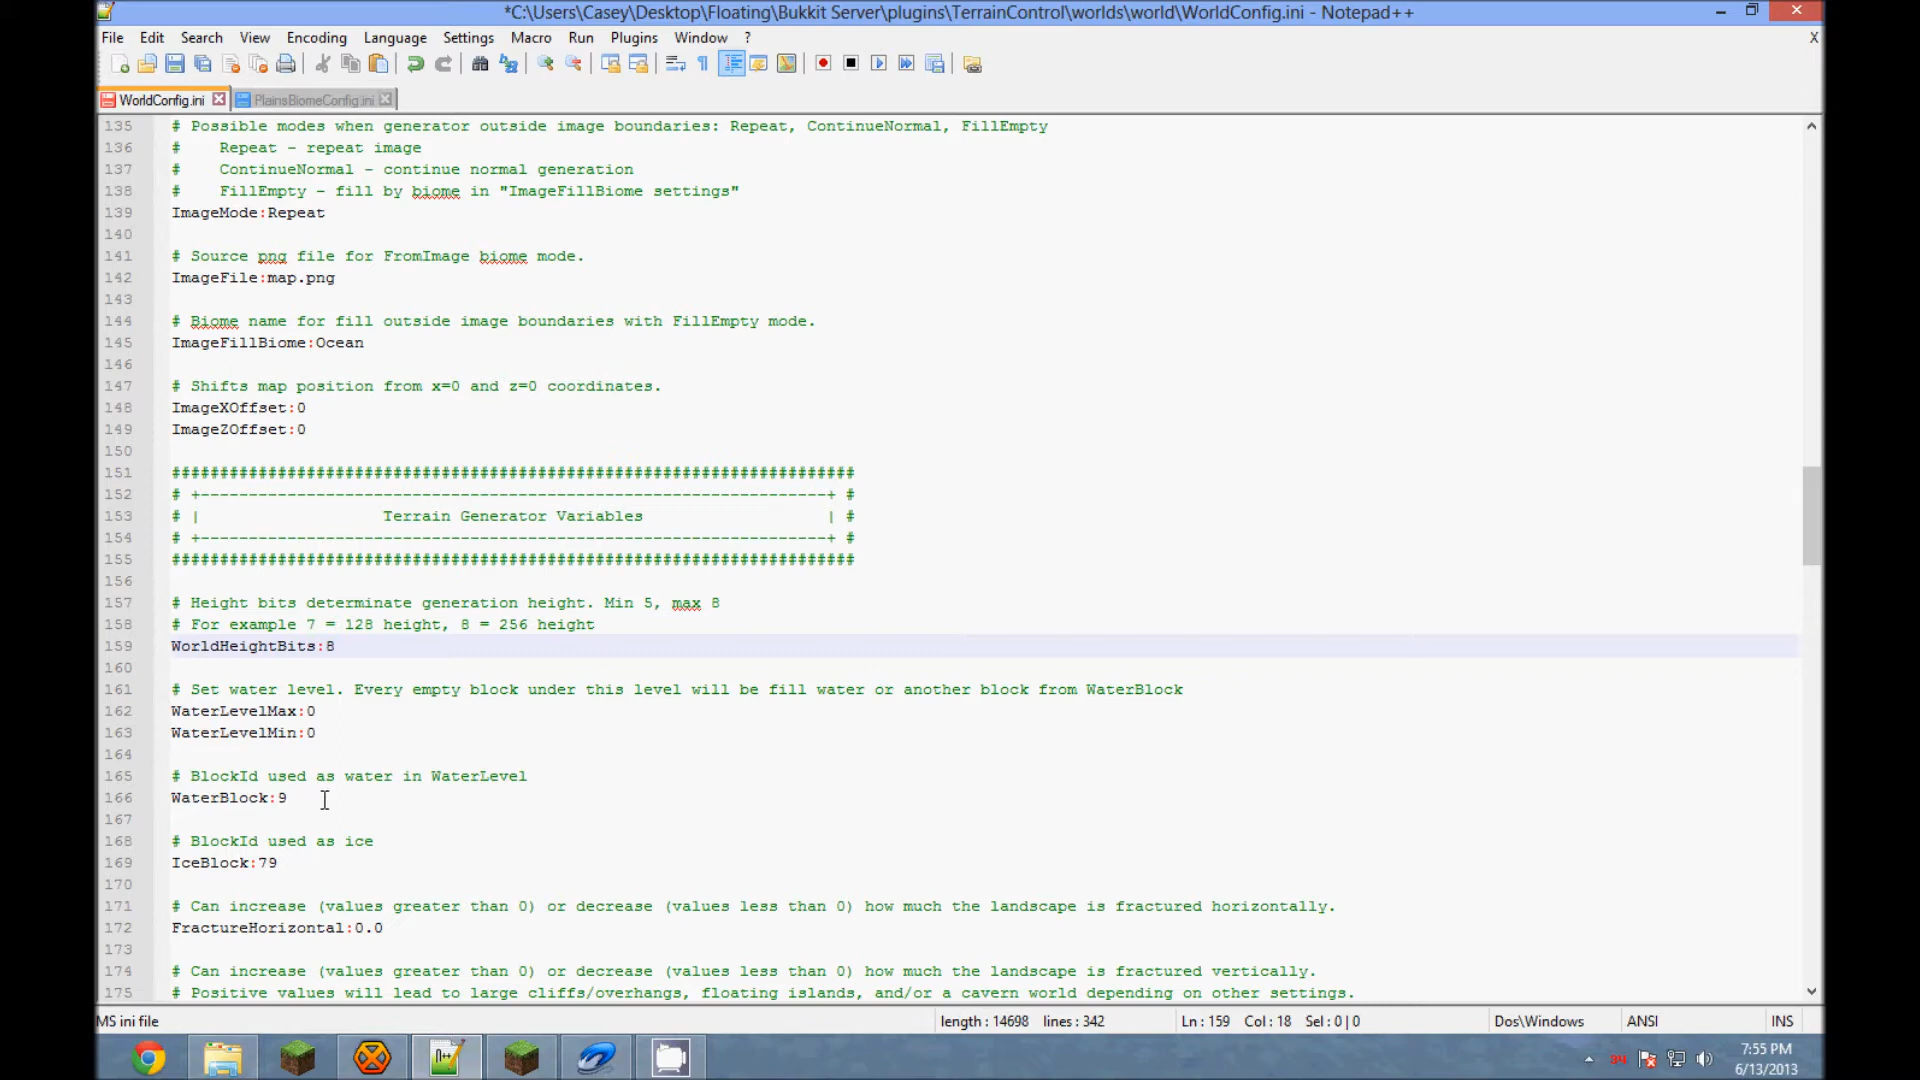 *C:\Users\Casey\Desktop\Floating\Bukkit Server\plugins\TerrainControl\worlds\world\WorldConfig.ini - Notepad++
File Edit Search View Encoding Language Settings Macro Run Plugins Window ? X
WorldConfig.ini PlainsBiomeConfig.ini
135 # Possible modes when generator outside image boundaries: Repeat, ContinueNormal, FillEmpty
136 #    Repeat - repeat image
137 #    ContinueNormal - continue normal generation
138 #    FillEmpty - fill by biome in "ImageFillBiome settings"
139 ImageMode:Repeat
140
141 # Source png file for FromImage biome mode.
142 ImageFile:map.png
143
144 # Biome name for fill outside image boundaries with FillEmpty mode.
145 ImageFillBiome:Ocean
146
147 # Shifts map position from x=0 and z=0 coordinates.
148 ImageXOffset:0
149 ImageZOffset:0
150
151 #######################################################################
152 # +-----------------------------------------------------------------+ #
153 # |                   Terrain Generator Variables                   | #
154 # +-----------------------------------------------------------------+ #
155 #######################################################################
156
157 # Height bits determinate generation height. Min 5, max 8
158 # For example 7 = 128 height, 8 = 256 height
159 WorldHeightBits:8
160
161 # Set water level. Every empty block under this level will be fill water or another block from WaterBlock
162 WaterLevelMax:0
163 WaterLevelMin:0
164
165 # BlockId used as water in WaterLevel
166 WaterBlock:9
167
168 # BlockId used as ice
169 IceBlock:79
170
171 # Can increase (values greater than 0) or decrease (values less than 0) how much the landscape is fractured horizontally.
172 FractureHorizontal:0.0
173
174 # Can increase (values greater than 0) or decrease (values less than 0) how much the landscape is fractured vertically.
175 # Positive values will lead to large cliffs/overhangs, floating islands, and/or a cavern world depending on other settings.
MS ini file length : 14698 lines : 342 Ln : 159 Col : 18 Sel : 0 | 0 Dos\Windows ANSI INS
7:55 PM
6/13/2013